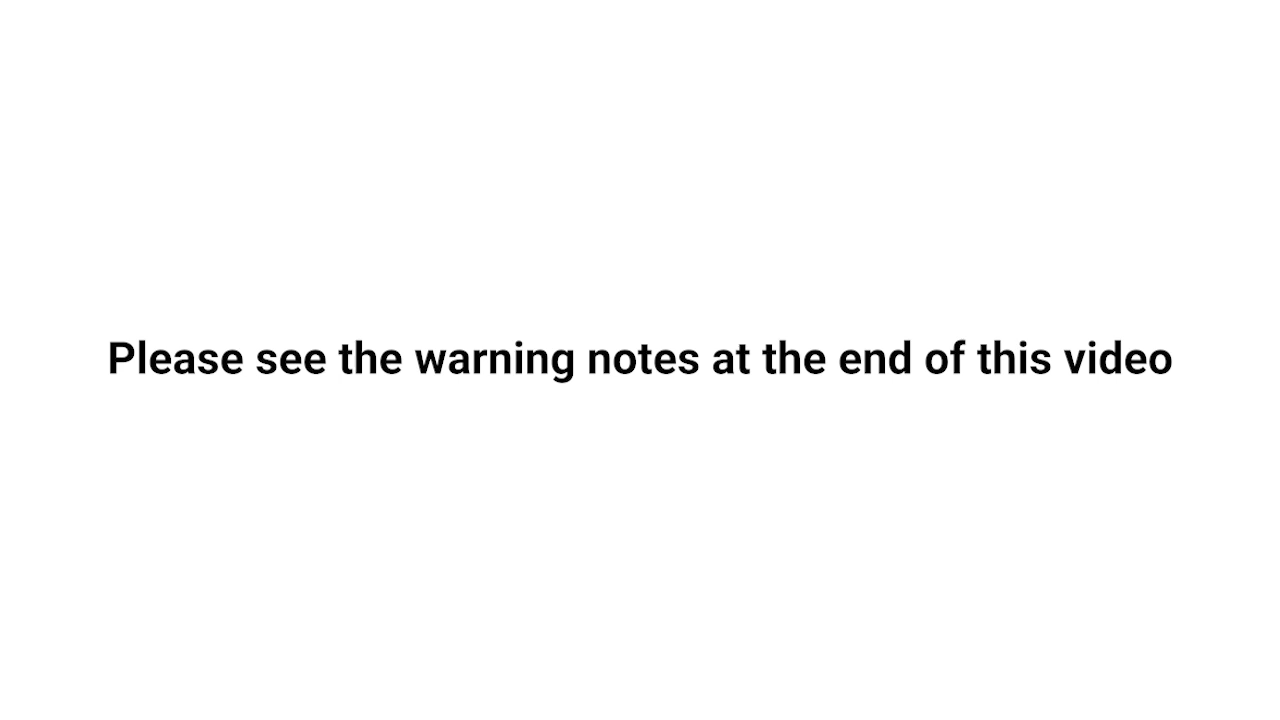 Please see the warning notes at the end of this video